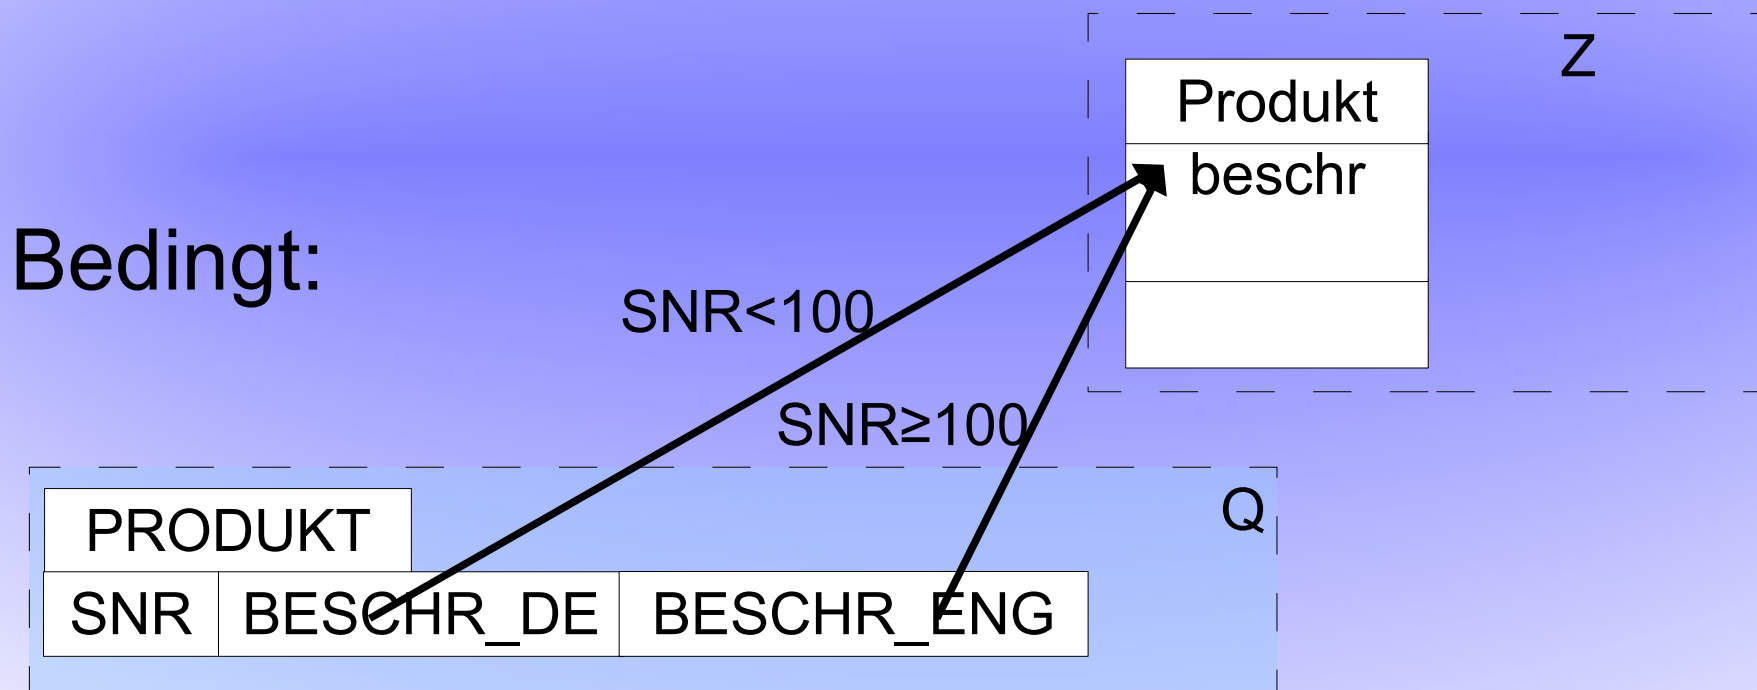 Z
Produkt
beschr
Bedingt:
SNR<100
SNR≥100
Q
PRODUKT
SNR BESCHR_DE BESCHR_ENG